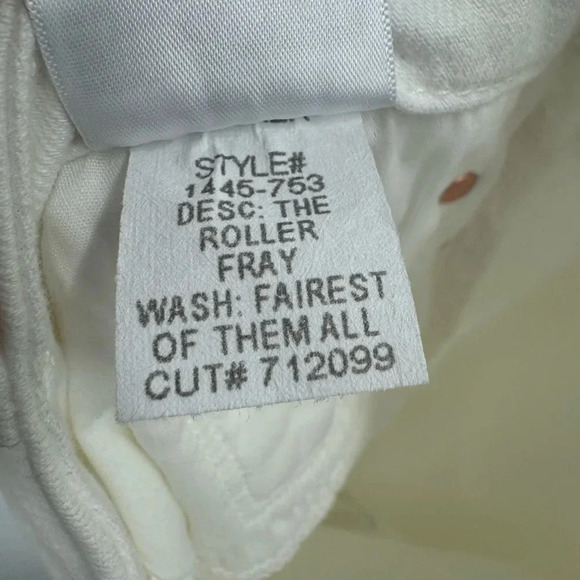 STYLE#
1445-753
DESC: THE
ROLLER
FRAY
WASH: FAIREST
OF THEM ALL
CUT# 712099